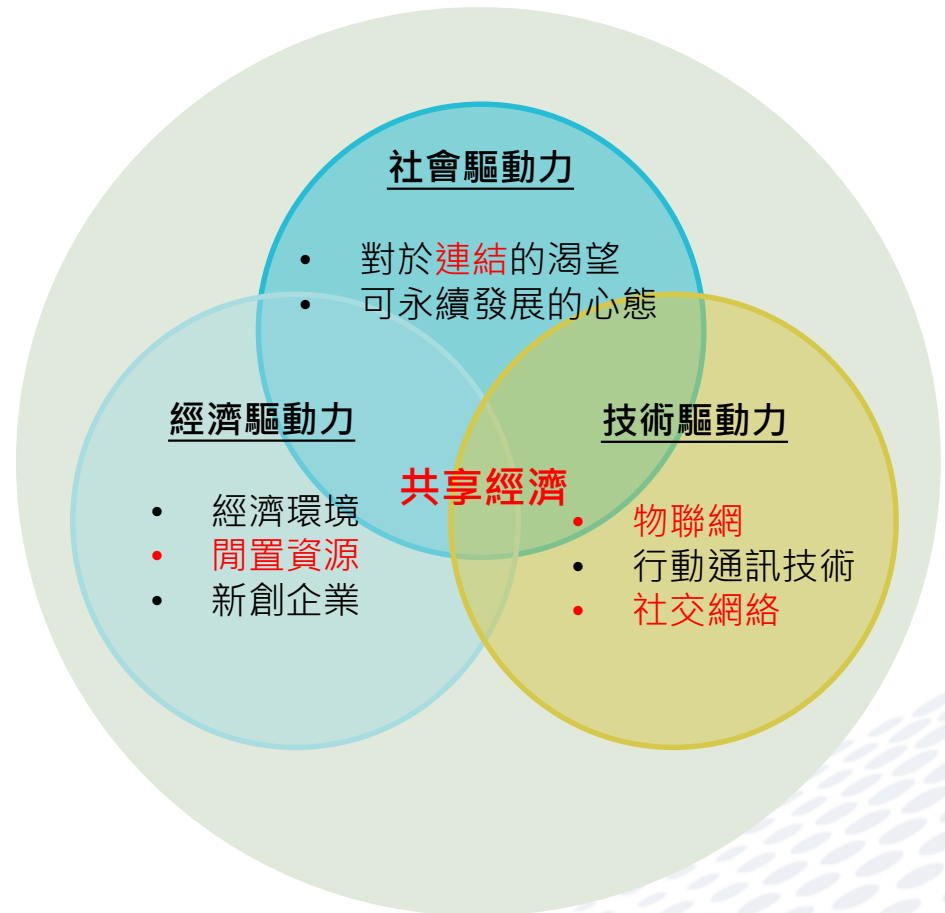 社會驅動力
• 對於連結的渴望
• 可永續發展的心態
經濟驅動力
• 經濟環境
• 閒置資源
• 新創企業
共享經濟
技術驅動力
• 物聯網
• 行動通訊技術
• 社交網絡